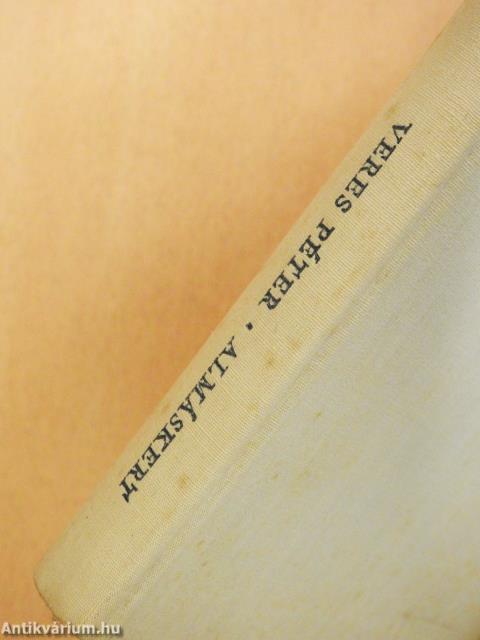 VERES PÉTER · ALMÁSKERT
Antikvárium.hu